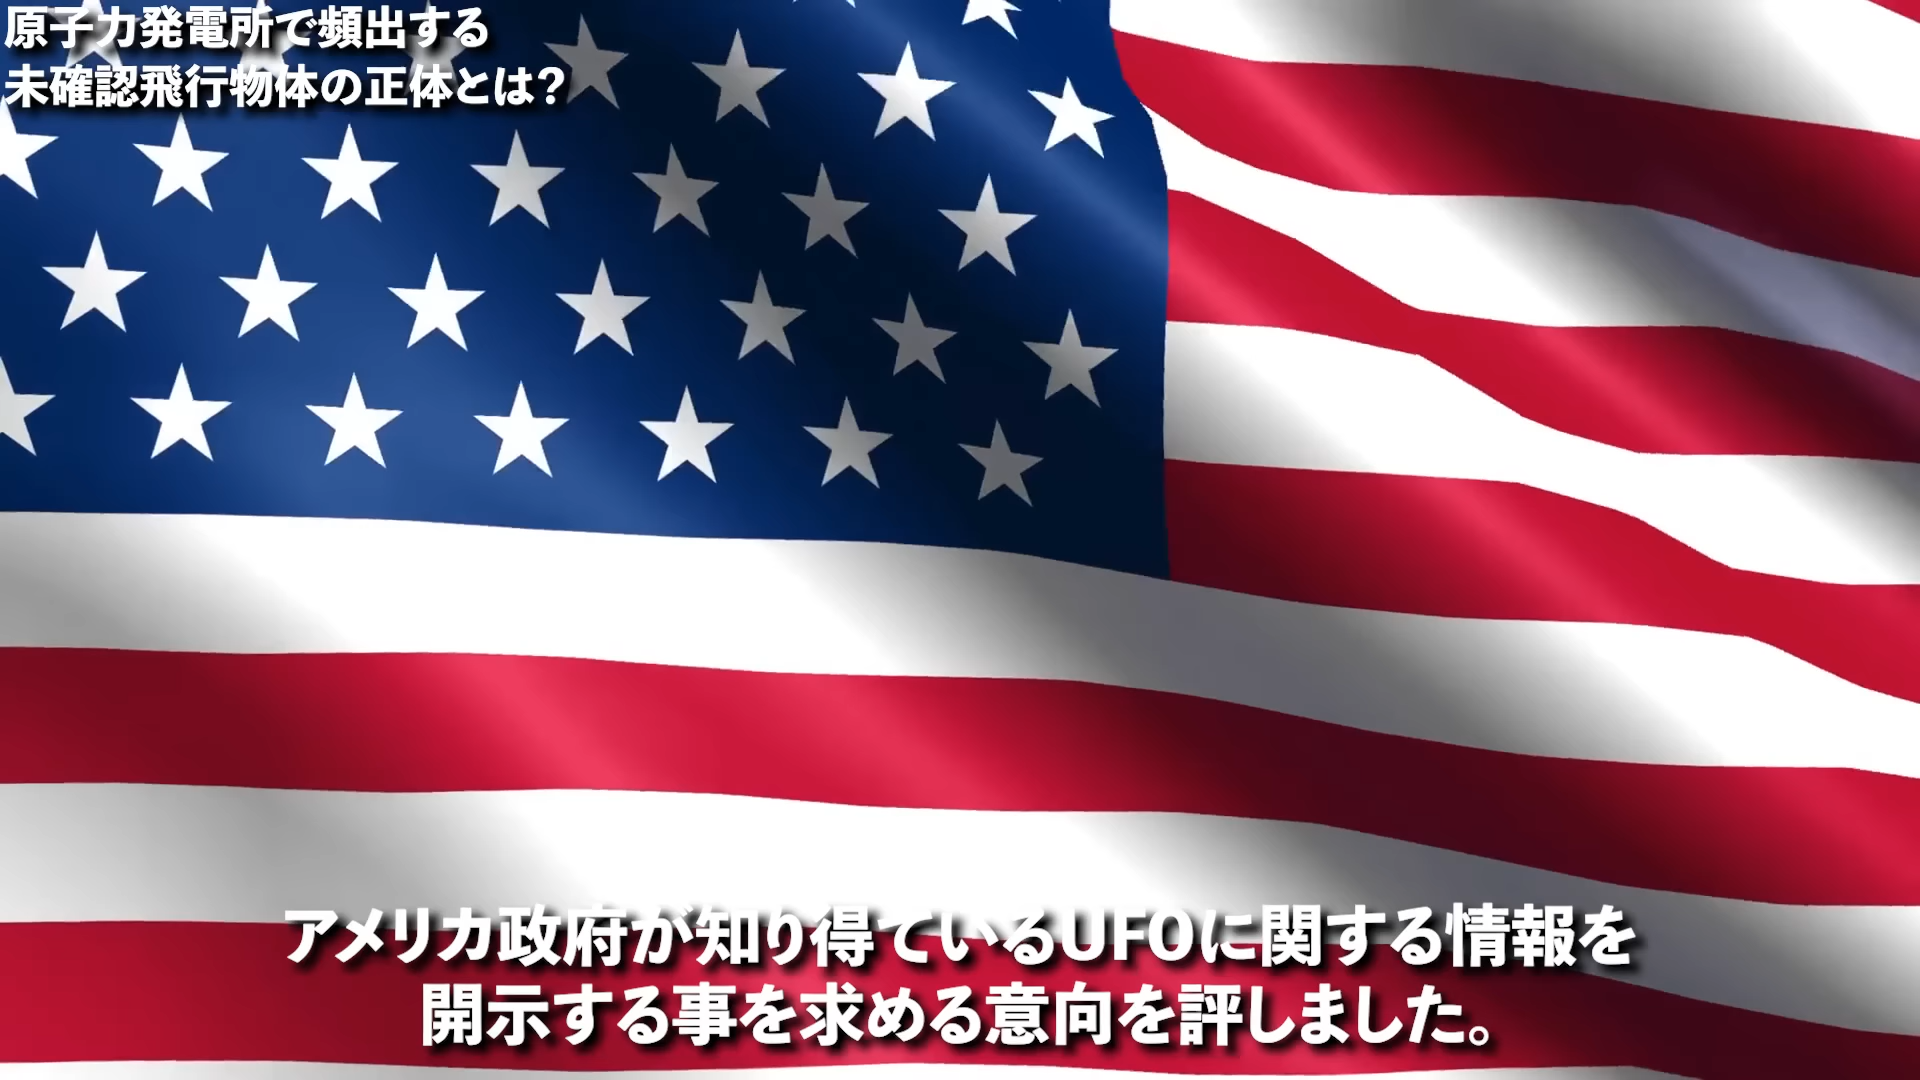 原子力発電所で頻出する
未確認飛行物体の正体とは?
アメリカ政府が知り得ているUFOに関する情報を
開示する事を求める意向を評しました。